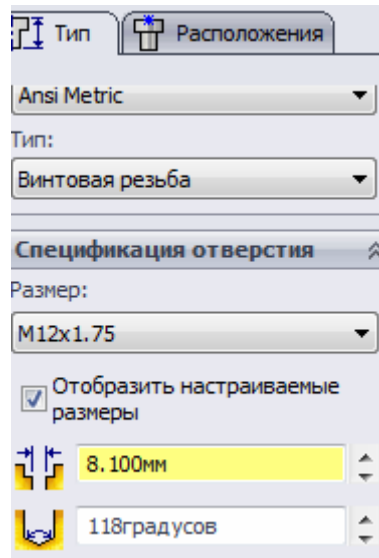 Тип Расположения
Ansi Metric
Тип:
Винтовая резьба
Спецификация отверстия
Размер:
M12x1.75
Отобразить настраиваемые
размеры
8.100мм
118градусов